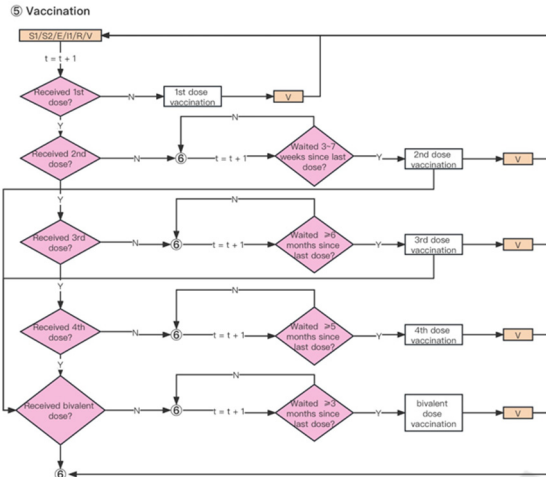 ⑤ Vaccination
S1/S2/E/I1/R/V
t = t + 1
Received 1st
dose?
N
1st dose
vaccination
V
Y
N
Received 2nd
dose?
N
⑥
t = t + 1
Waited 3~7
weeks since last
dose?
Y
2nd dose
vaccination
V
Y
N
Received 3rd
dose?
N
⑥
t = t + 1
Waited ≥6
months since
last dose?
Y
3rd dose
vaccination
V
Y
N
Received 4th
dose?
N
⑥
t = t + 1
Waited ≥5
months since
last dose?
Y
4th dose
vaccination
V
Y
N
Received bivalent
dose?
N
⑥
t = t + 1
Waited ≥3
months since
last dose?
Y
bivalent
dose
vaccination
V
⑥